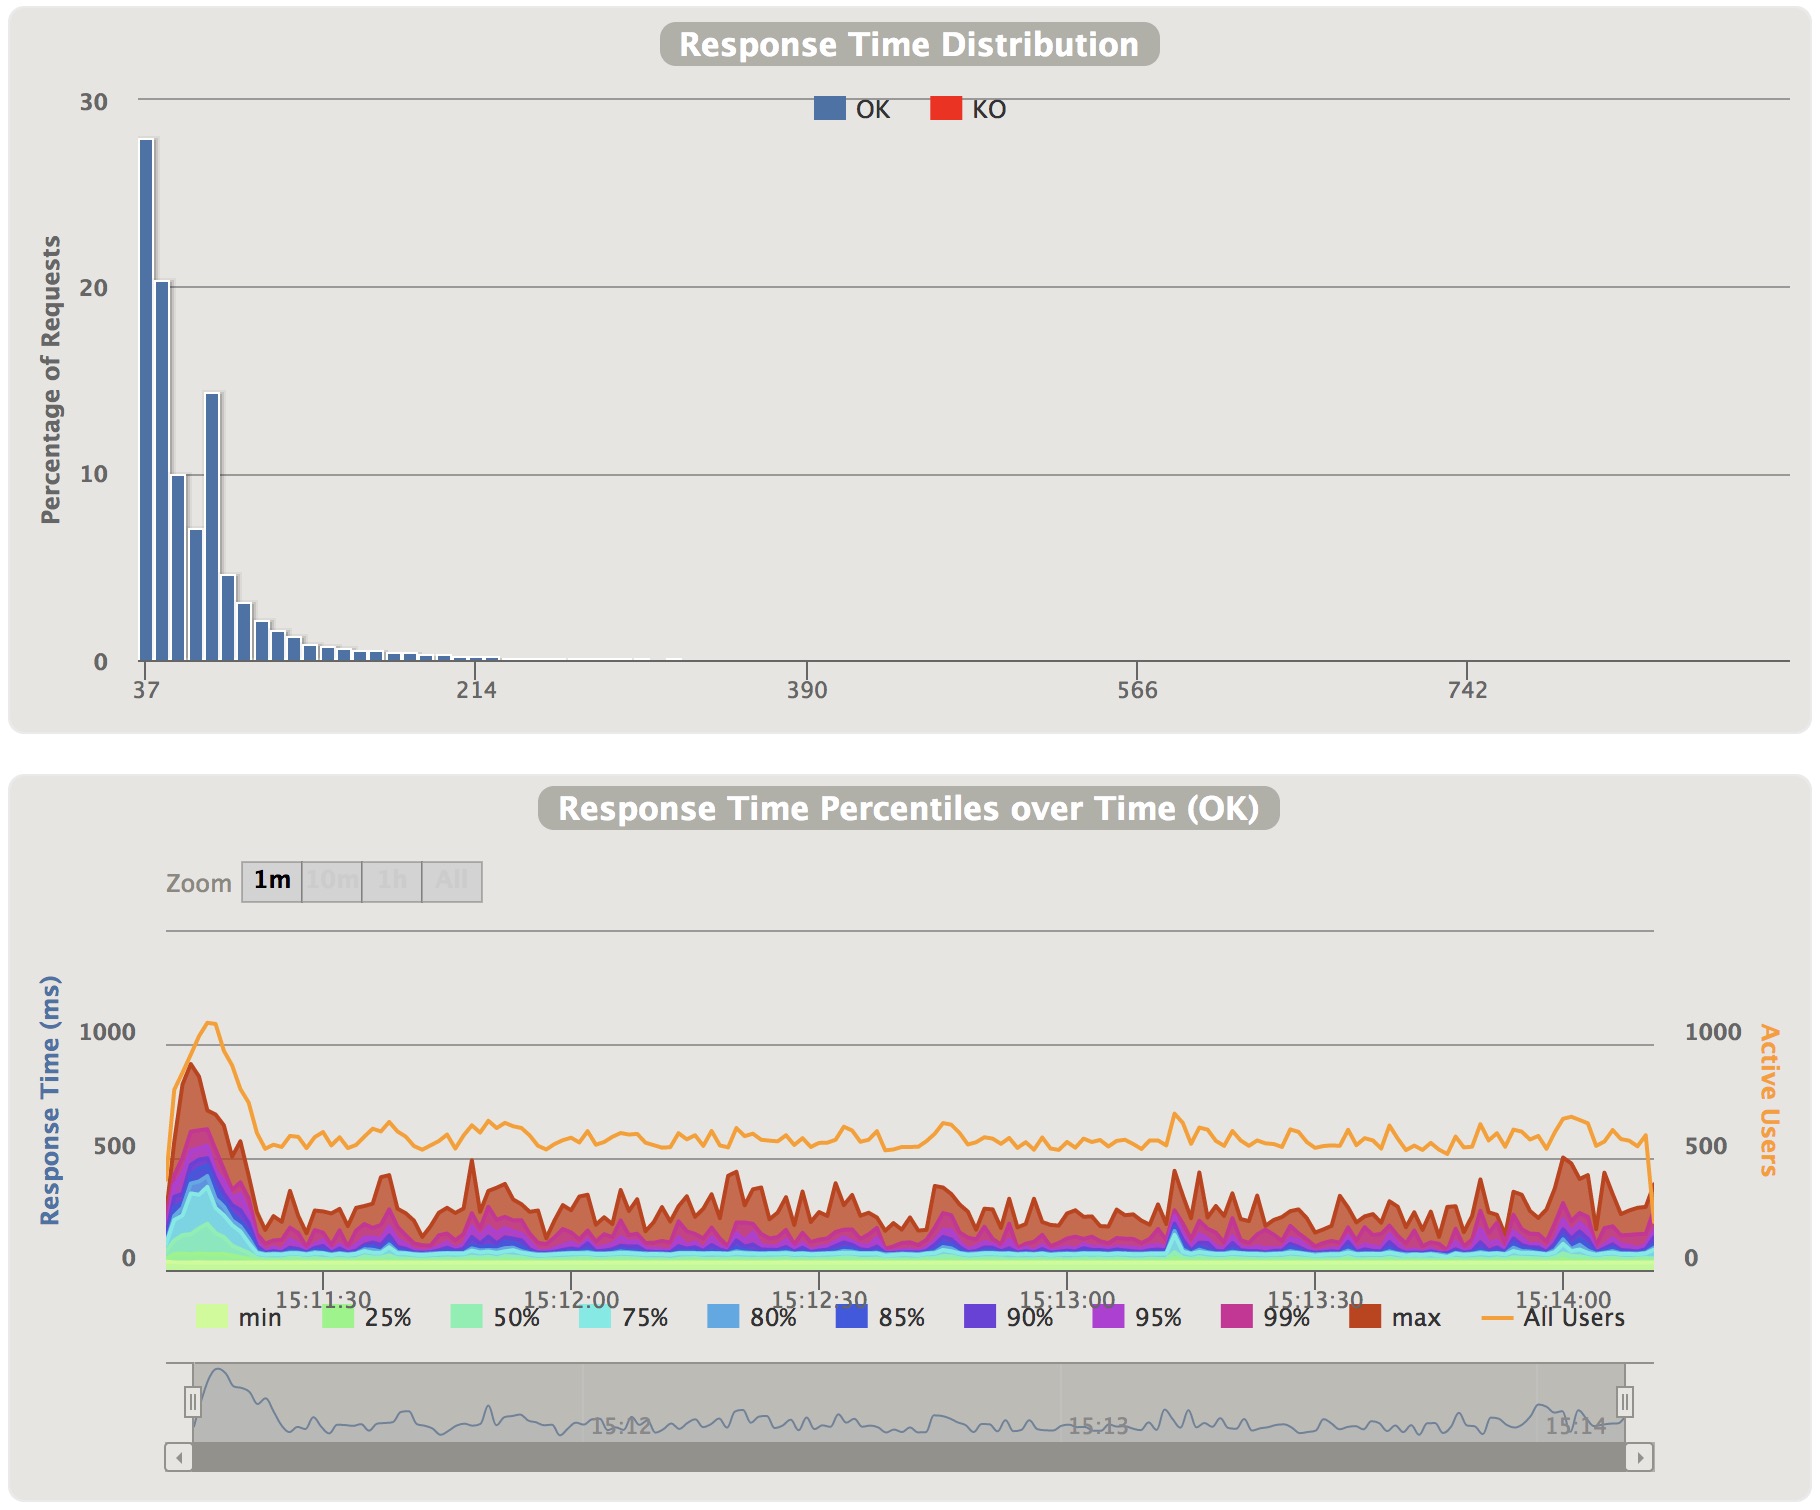 Response Time Distribution
OK KO
30
20
10
0
Percentage of Requests
37 214 390 566 742
Response Time Percentiles over Time (OK)
Zoom 1m 10m 1h All
Response Time (ms)
1000
500
0
1000
500
0
Active Users
15:11:30 15:12:00 15:12:30 15:13:00 15:13:30 15:14:00
min 25% 50% 75% 80% 85% 90% 95% 99% max All Users
15:12 15:13 15:14